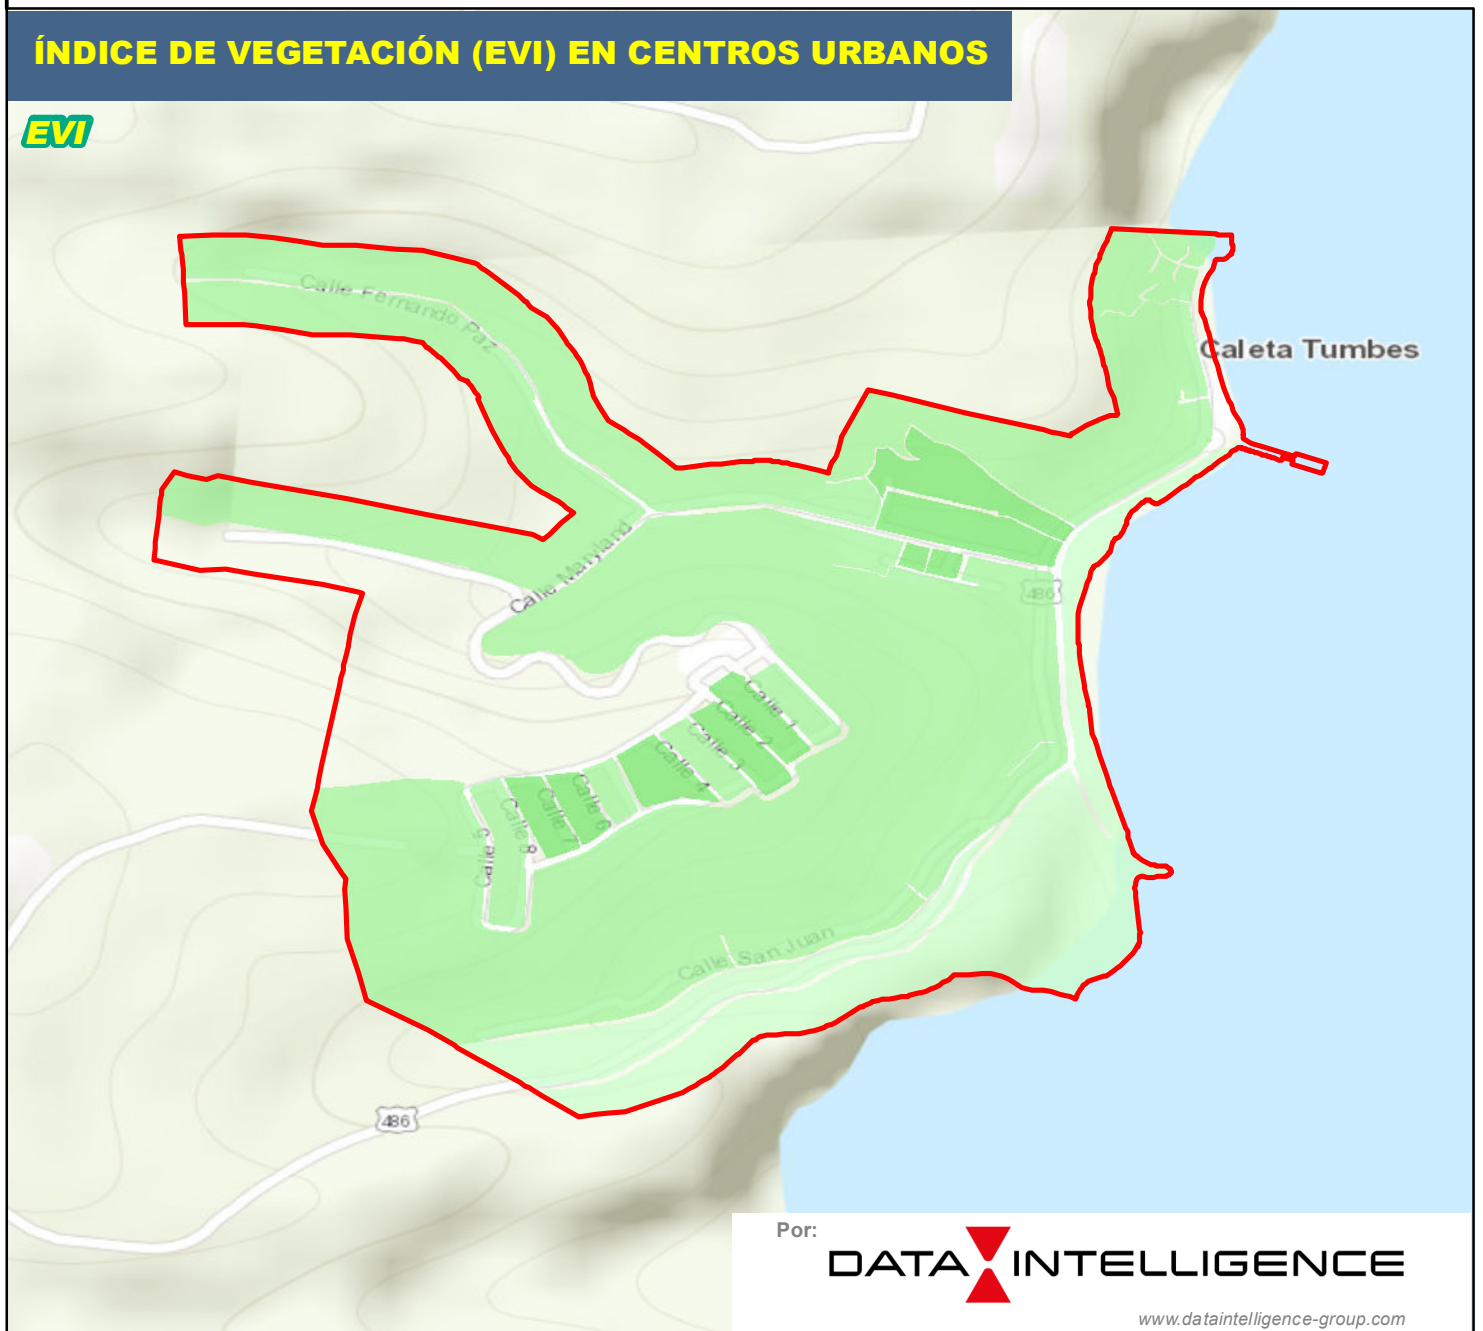 ÍNDICE DE VEGETACIÓN (EVI) EN CENTROS URBANOS
EVI
Calle Fernando Paz
Caleta Tumbes
Calle Maryland
486
Calle 1
Calle 2
Calle 3
Calle 4
Calle 6
Calle 7
Calle 8
Calle 9
Calle San Juan
486
Por:
DATA INTELLIGENCE
www.dataintelligence-group.com